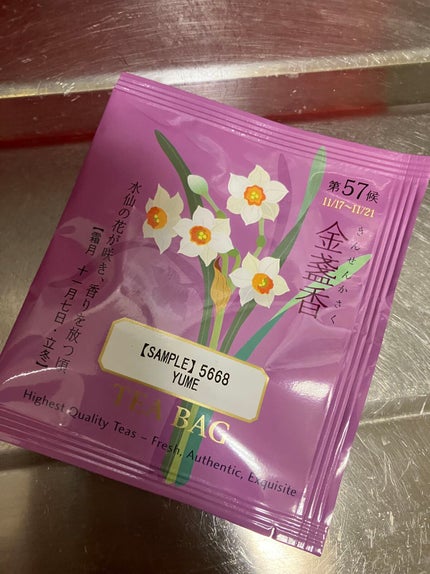 第57候
11/17~11/21
きんせんかさく
金盞香
水仙の花が咲き、香りを放つ頃
【霜月 十一月七日・立冬】
【SAMPLE】5668
YUME
TEA BAG
Highest Quality Teas – Fresh, Authentic, Exquisite